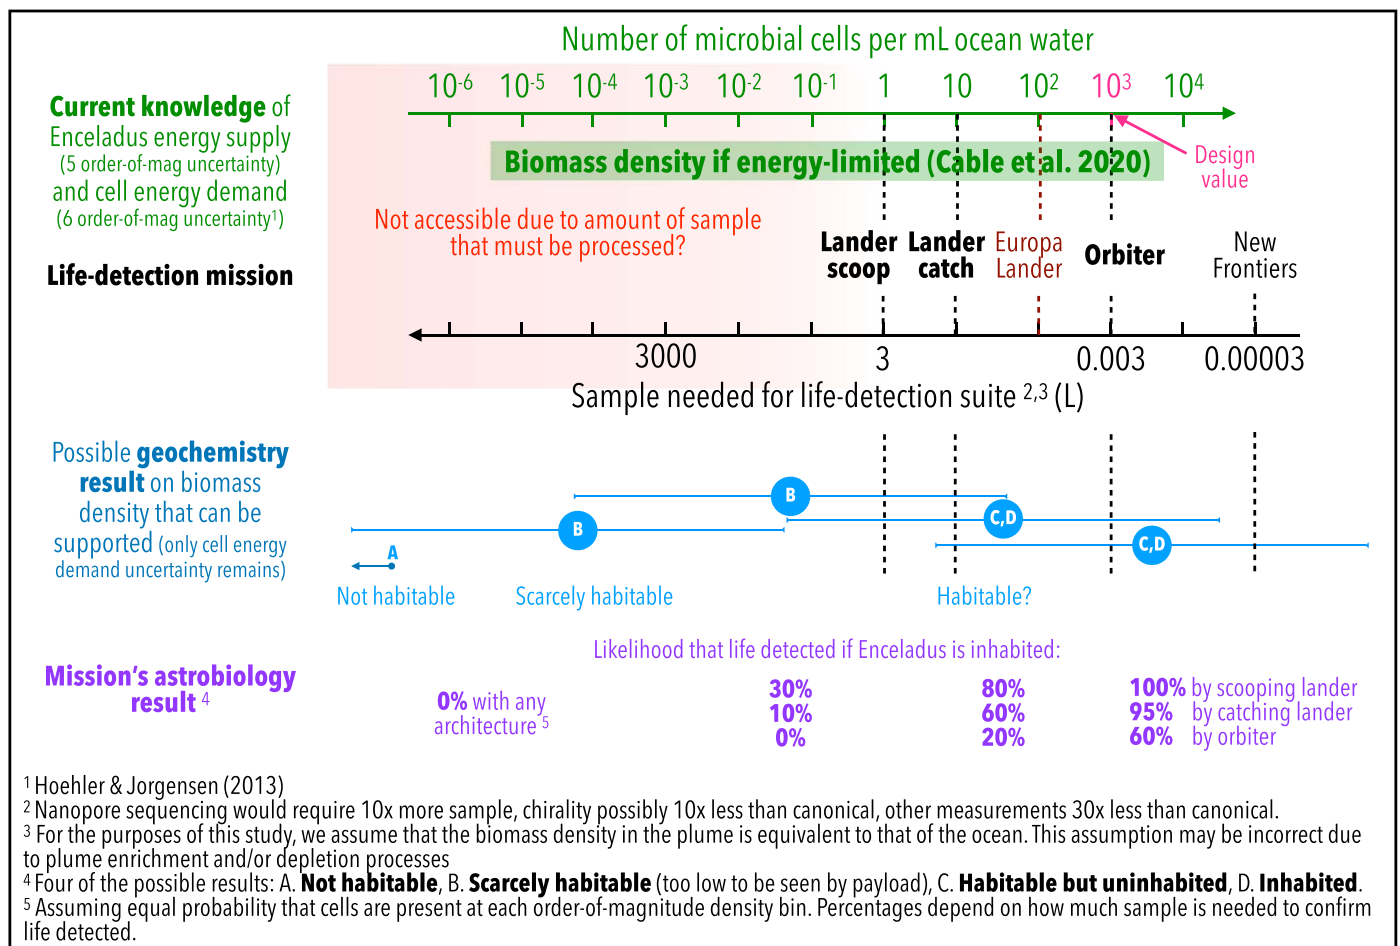 Number of microbial cells per mL ocean water
10-6 10-5 10-4 10-3 10-2 10-1 1 10 10² 10³ 10⁴
Current knowledge of
Enceladus energy supply
(5 order-of-mag uncertainty)
and cell energy demand
(6 order-of-mag uncertainty¹)
Biomass density if energy-limited (Cable et al. 2020)
Design
value
Not accessible due to amount of sample
that must be processed?
Life-detection mission
Lander
scoop
Lander
catch
Europa
Lander
Orbiter
New
Frontiers
3000 3 0.003 0.00003
Sample needed for life-detection suite ²,³ (L)
Possible geochemistry
result on biomass
density that can be
supported (only cell energy
demand uncertainty remains)
B
C,D
B
C,D
A
Not habitable
Scarcely habitable
Habitable?
Likelihood that life detected if Enceladus is inhabited:
Mission's astrobiology
result ⁴
0% with any
architecture ⁵
30% 80% 100% by scooping lander
10% 60% 95% by catching lander
0% 20% 60% by orbiter
¹ Hoehler & Jorgensen (2013)
² Nanopore sequencing would require 10x more sample, chirality possibly 10x less than canonical, other measurements 30x less than canonical.
³ For the purposes of this study, we assume that the biomass density in the plume is equivalent to that of the ocean. This assumption may be incorrect due
to plume enrichment and/or depletion processes
⁴ Four of the possible results: A. Not habitable, B. Scarcely habitable (too low to be seen by payload), C. Habitable but uninhabited, D. Inhabited.
⁵ Assuming equal probability that cells are present at each order-of-magnitude density bin. Percentages depend on how much sample is needed to confirm
life detected.